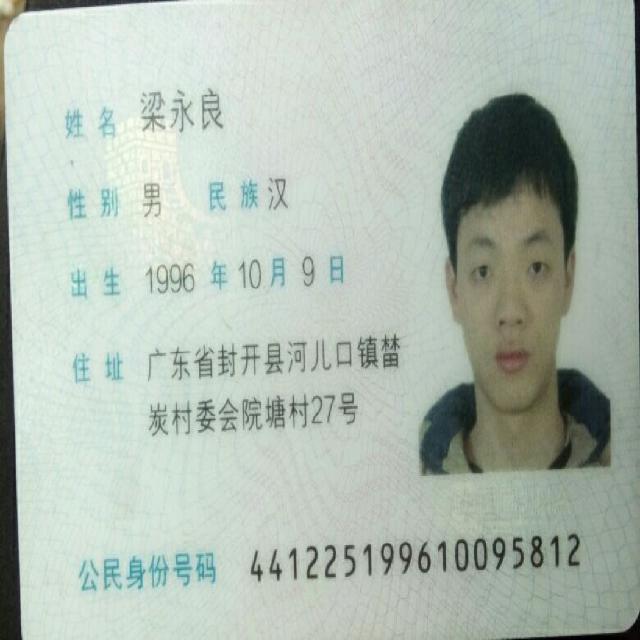 姓名 梁永良
性别 男 民族 汉
出生 1996 年 10 月 9 日
住址 广东省封开县河儿口镇
炭村委会院塘村27号
公民身份号码 441225199610095812